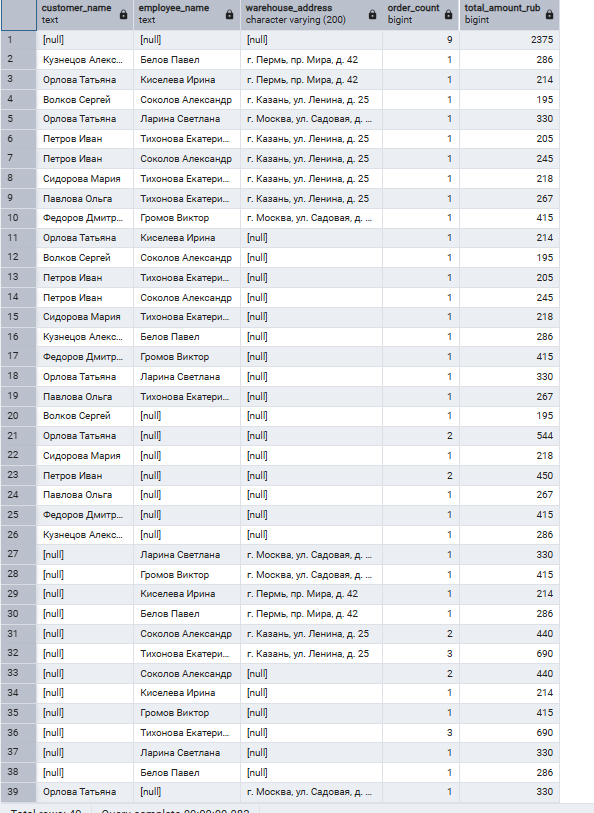 customer_name employee_name warehouse_address order_count total_amount_rub
text text character varying (200) bigint bigint
1 [null] [null] [null] 9 2375
2 Кузнецов Алекс... Белов Павел г. Пермь, пр. Мира, д. 42 1 286
3 Орлова Татьяна Киселева Ирина г. Пермь, пр. Мира, д. 42 1 214
4 Волков Сергей Соколов Александр г. Казань, ул. Ленина, д. 25 1 195
5 Орлова Татьяна Ларина Светлана г. Москва, ул. Садовая, д. ... 1 330
6 Петров Иван Тихонова Екатери... г. Казань, ул. Ленина, д. 25 1 205
7 Петров Иван Соколов Александр г. Казань, ул. Ленина, д. 25 1 245
8 Сидорова Мария Тихонова Екатери... г. Казань, ул. Ленина, д. 25 1 218
9 Павлова Ольга Тихонова Екатери... г. Казань, ул. Ленина, д. 25 1 267
10 Федоров Дмитр... Громов Виктор г. Москва, ул. Садовая, д. ... 1 415
11 Орлова Татьяна Киселева Ирина [null] 1 214
12 Волков Сергей Соколов Александр [null] 1 195
13 Петров Иван Тихонова Екатери... [null] 1 205
14 Петров Иван Соколов Александр [null] 1 245
15 Сидорова Мария Тихонова Екатери... [null] 1 218
16 Кузнецов Алекс... Белов Павел [null] 1 286
17 Федоров Дмитр... Громов Виктор [null] 1 415
18 Орлова Татьяна Ларина Светлана [null] 1 330
19 Павлова Ольга Тихонова Екатери... [null] 1 267
20 Волков Сергей [null] [null] 1 195
21 Орлова Татьяна [null] [null] 2 544
22 Сидорова Мария [null] [null] 1 218
23 Петров Иван [null] [null] 2 450
24 Павлова Ольга [null] [null] 1 267
25 Федоров Дмитр... [null] [null] 1 415
26 Кузнецов Алекс... [null] [null] 1 286
27 [null] Ларина Светлана г. Москва, ул. Садовая, д. ... 1 330
28 [null] Громов Виктор г. Москва, ул. Садовая, д. ... 1 415
29 [null] Киселева Ирина г. Пермь, пр. Мира, д. 42 1 214
30 [null] Белов Павел г. Пермь, пр. Мира, д. 42 1 286
31 [null] Соколов Александр г. Казань, ул. Ленина, д. 25 2 440
32 [null] Тихонова Екатери... г. Казань, ул. Ленина, д. 25 3 690
33 [null] Соколов Александр [null] 2 440
34 [null] Киселева Ирина [null] 1 214
35 [null] Громов Виктор [null] 1 415
36 [null] Тихонова Екатери... [null] 3 690
37 [null] Ларина Светлана [null] 1 330
38 [null] Белов Павел [null] 1 286
39 Орлова Татьяна [null] г. Москва, ул. Садовая, д. ... 1 330